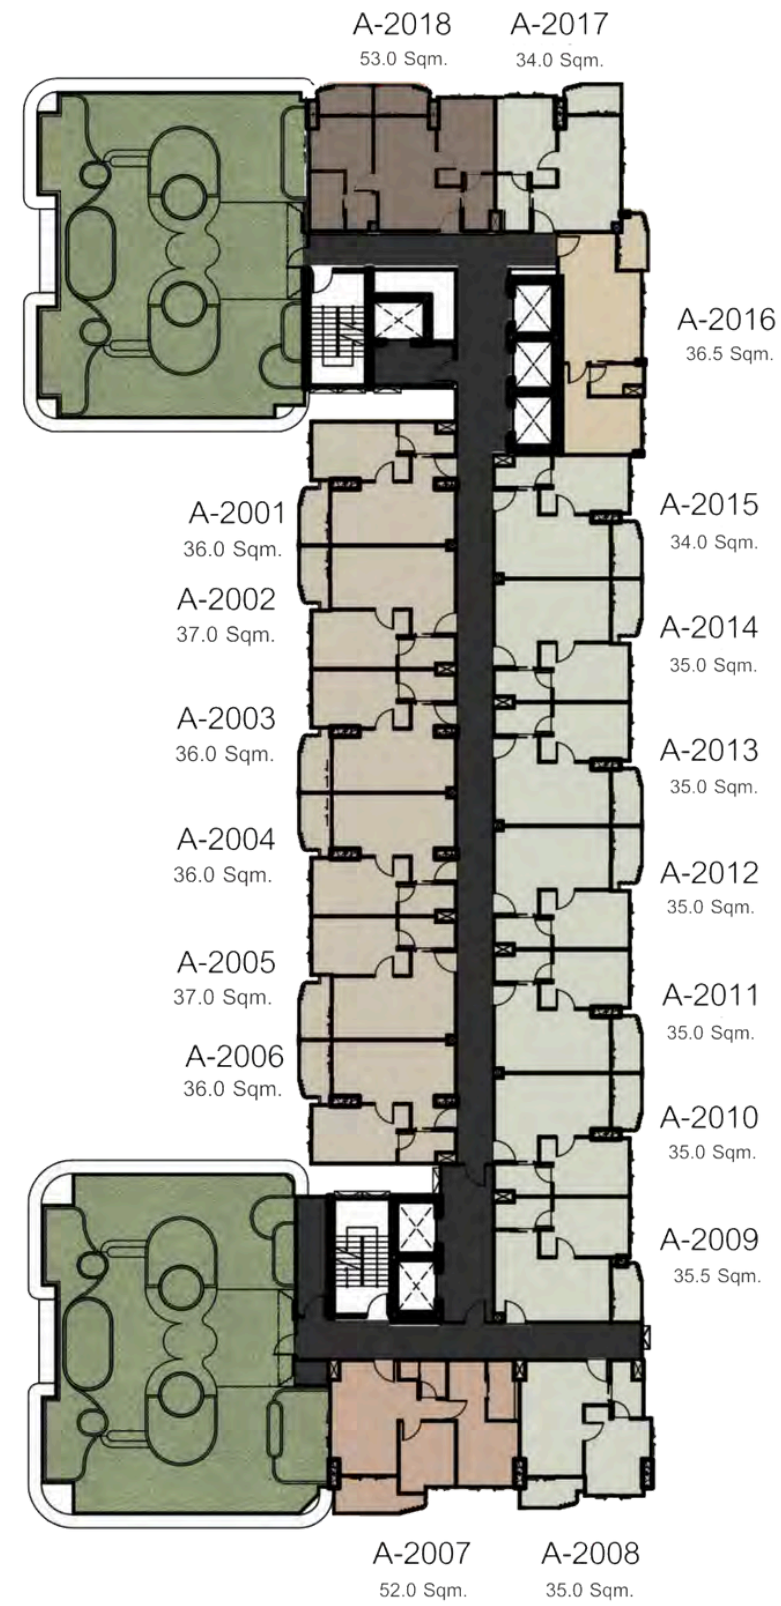 A-2018
53.0 Sqm.
A-2017
34.0 Sqm.
A-2016
36.5 Sqm.
A-2001
36.0 Sqm.
A-2015
34.0 Sqm.
A-2002
37.0 Sqm.
A-2014
35.0 Sqm.
A-2003
36.0 Sqm.
A-2013
35.0 Sqm.
A-2004
36.0 Sqm.
A-2012
35.0 Sqm.
A-2005
37.0 Sqm.
A-2011
35.0 Sqm.
A-2006
36.0 Sqm.
A-2010
35.0 Sqm.
A-2009
35.5 Sqm.
A-2007
52.0 Sqm.
A-2008
35.0 Sqm.